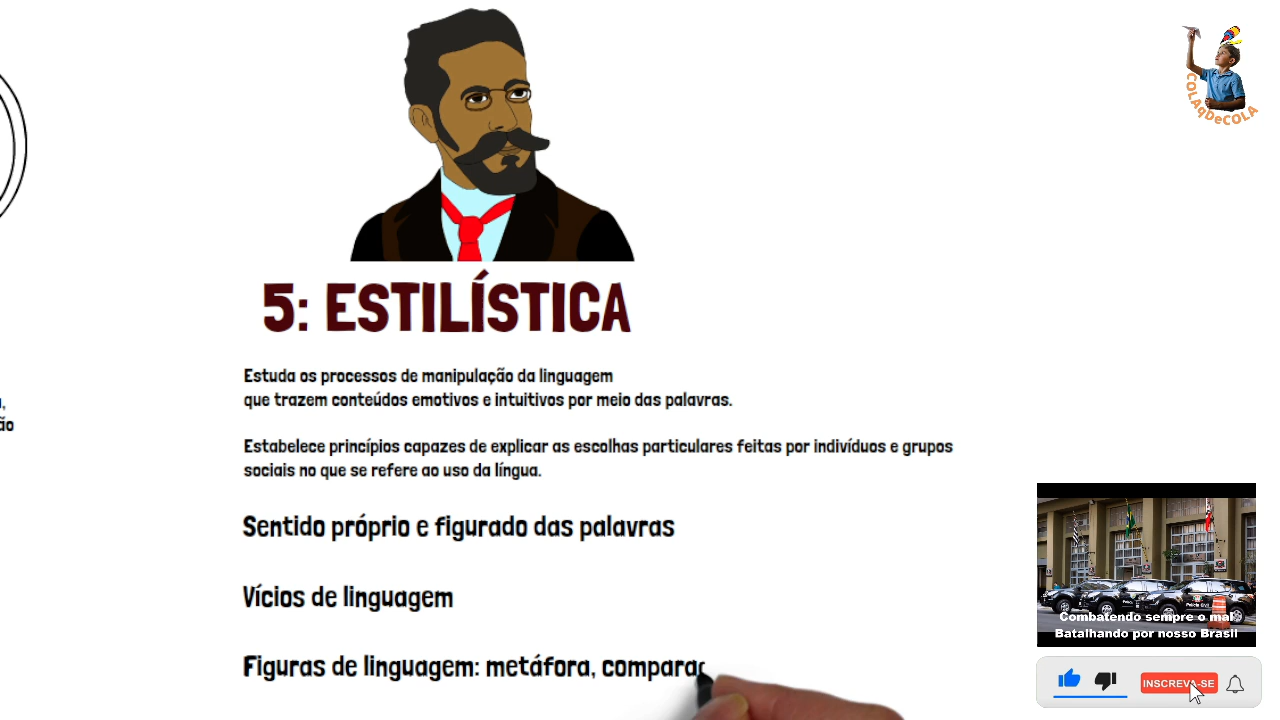 COLAqDeCOLA
5: ESTILÍSTICA
ão
Estuda os processos de manipulação da linguagem
que trazem conteúdos emotivos e intuitivos por meio das palavras.
Estabelece princípios capazes de explicar as escolhas particulares feitas por indivíduos e grupos
sociais no que se refere ao uso da língua.
Sentido próprio e figurado das palavras
Vícios de linguagem
Figuras de linguagem: metáfora, compara
Combatendo sempre o mal
Batalhando por nosso Brasil
INSCREVA-SE